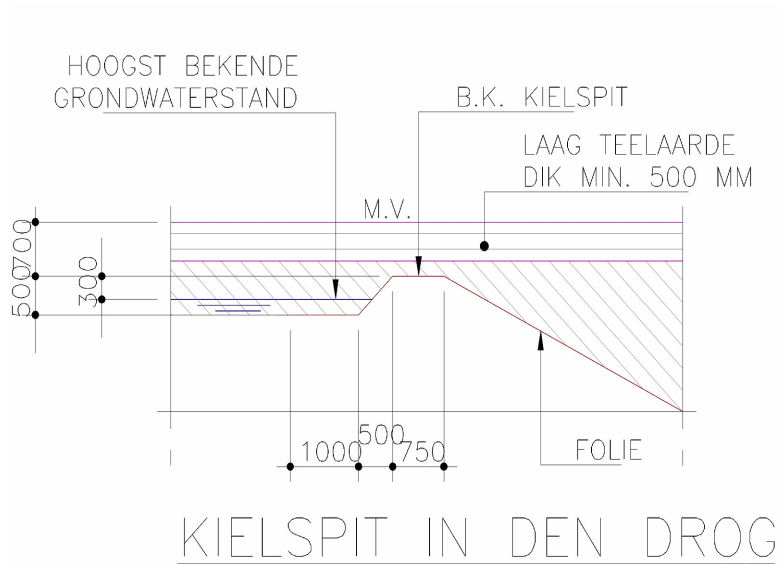 HOOGST BEKENDE
GRONDWATERSTAND
B.K. KIELSPIT
LAAG TEELAARDE
DIK MIN. 500 MM
M.V.
700
500
300
500
1000
750
FOLIE
KIELSPIT IN DEN DROG